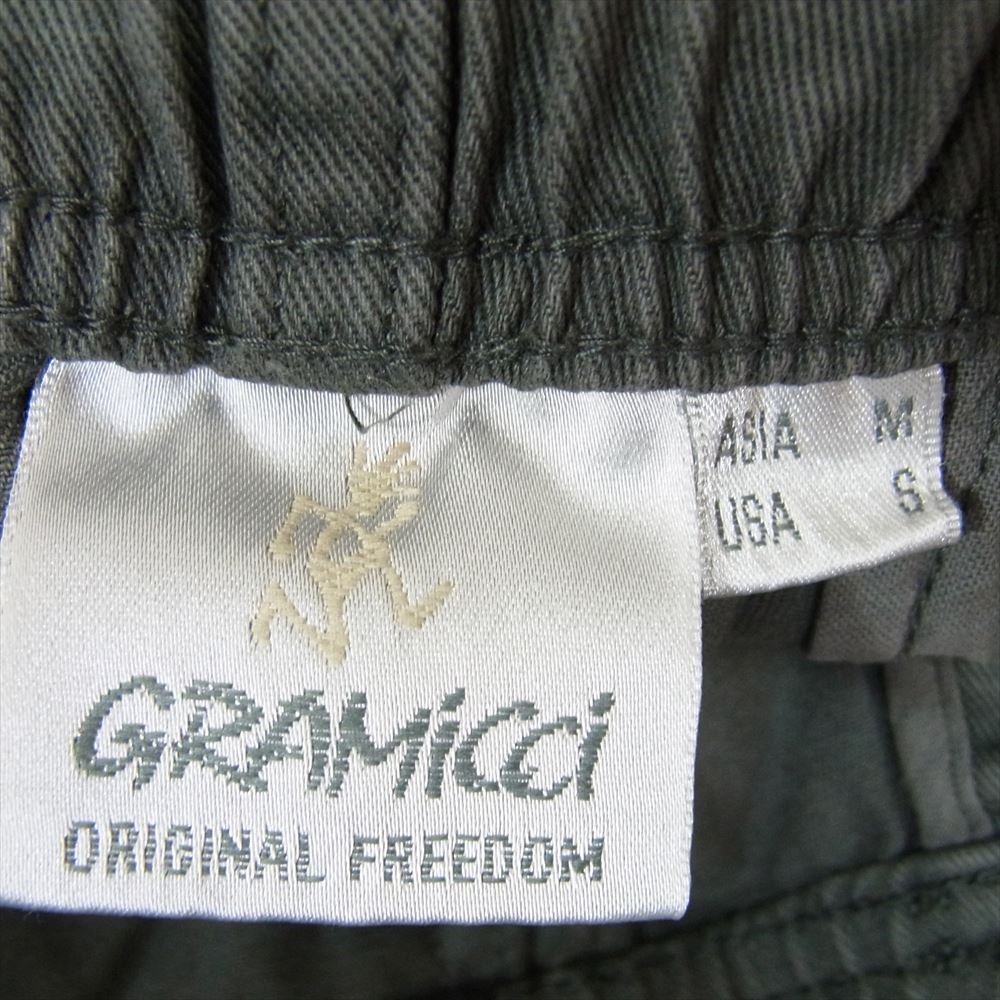 GRAMiCCi
ORIGINAL FREEDOM
ASIA M
USA S